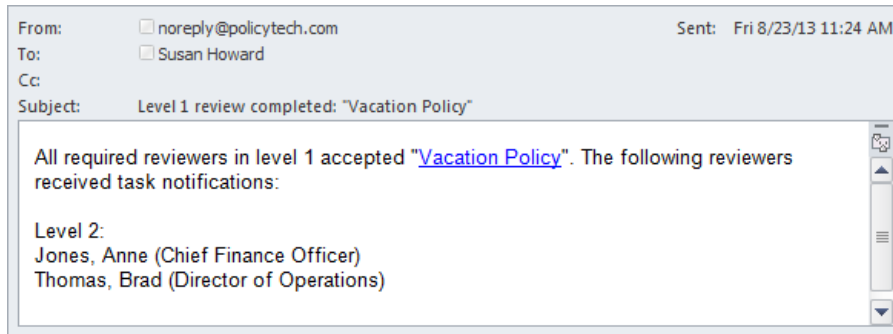 From: noreply@policytech.com Sent: Fri 8/23/13 11:24 AM
To: Susan Howard
Cc:
Subject: Level 1 review completed: "Vacation Policy"
All required reviewers in level 1 accepted "Vacation Policy". The following reviewers
received task notifications:
Level 2:
Jones, Anne (Chief Finance Officer)
Thomas, Brad (Director of Operations)